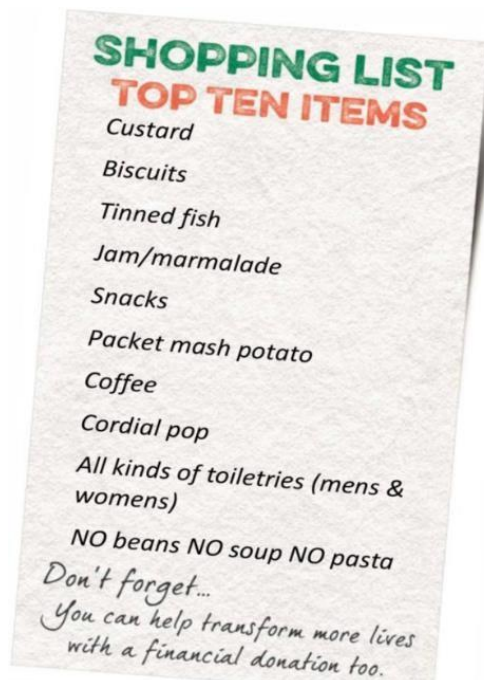 SHOPPING LIST
TOP TEN ITEMS
Custard
Biscuits
Tinned fish
Jam/marmalade
Snacks
Packet mash potato
Coffee
Cordial pop
All kinds of toiletries (mens &
womens)
NO beans NO soup NO pasta
Don't forget...
You can help transform more lives
with a financial donation too.